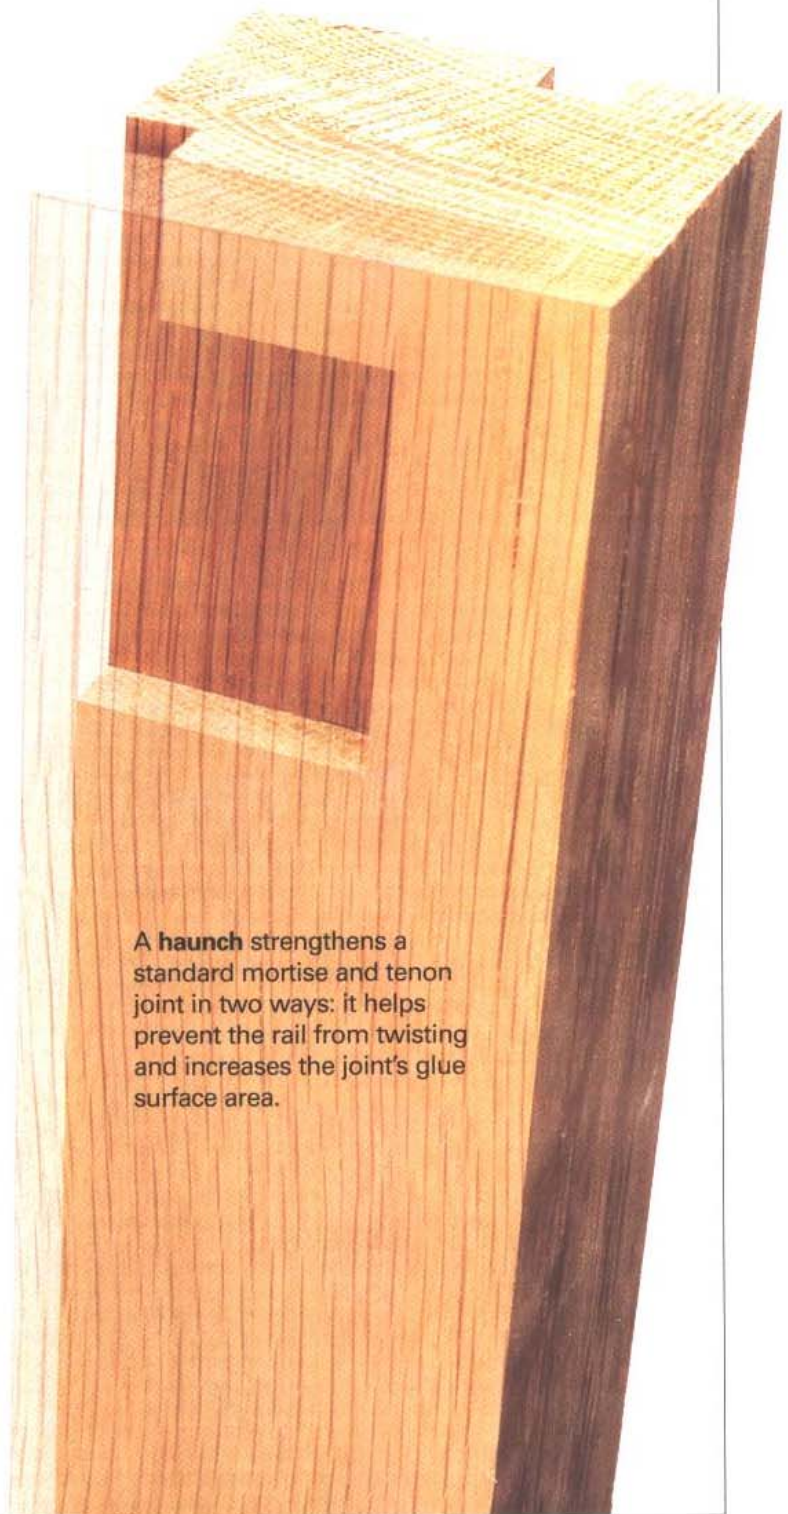 A haunch strengthens a
standard mortise and tenon
joint in two ways: it helps
prevent the rail from twisting
and increases the joint's glue
surface area.